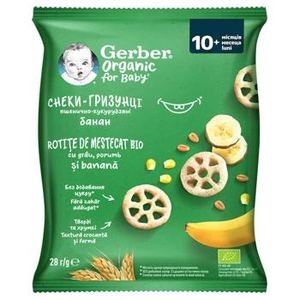 Gerber
Organic
for Baby
10+
місяців
месеца
luni
СНЕКИ-ГРИЗУНЦІ
пшенично-кукурудзяні
банан
ROTIȚE DE MESTECAT BIO
cu grâu, porumb
și banană
Без додавання
цукру*
Fără zahăr
adăugat*
Тверді
та хрумкі
Textură crocantă
și fermă
28 г/g